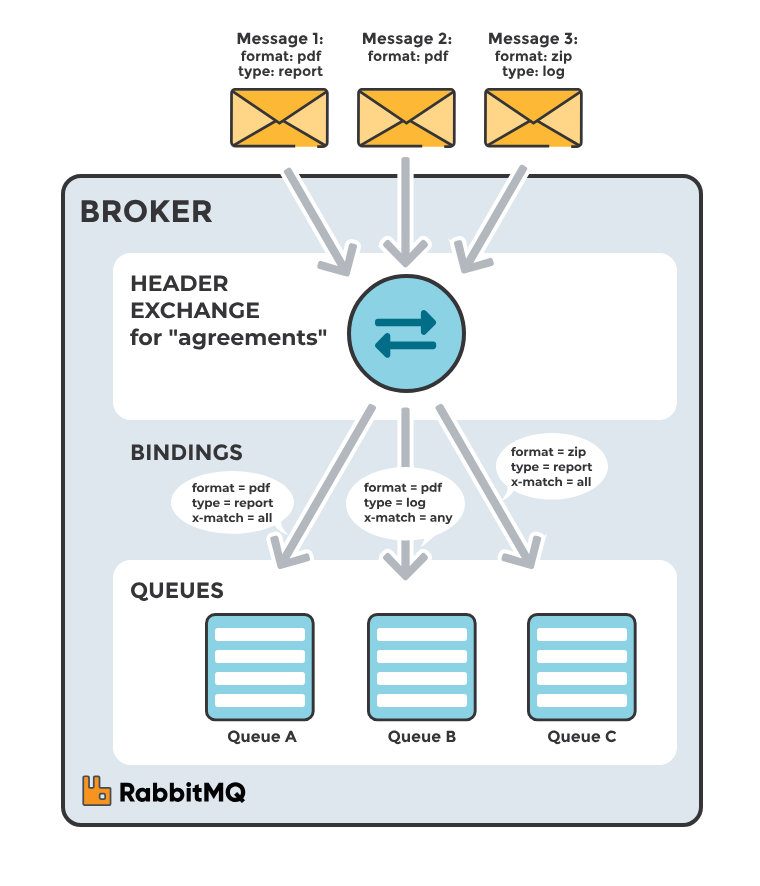 Message 1:
format: pdf
type: report
Message 2:
format: pdf
Message 3:
format: zip
type: log
BROKER
HEADER
EXCHANGE
for "agreements"
BINDINGS
format = pdf
type = report
x-match = all
format = pdf
type = log
x-match = any
format = zip
type = report
x-match = all
QUEUES
Queue A
Queue B
Queue C
RabbitMQ